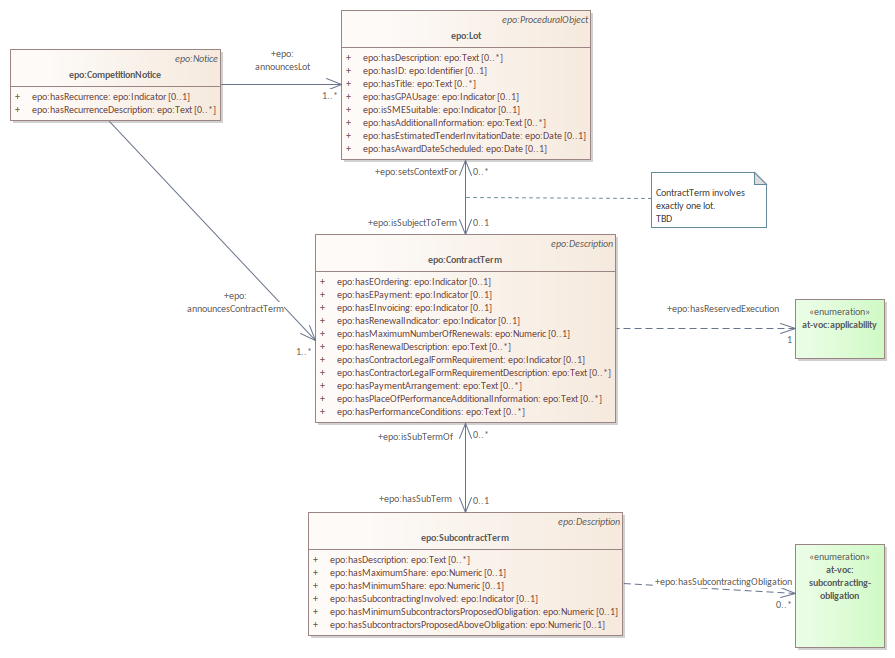 epo:ProceduralObject
epo:Lot
+ epo:hasDescription: epo:Text [0..*]
+ epo:hasID: epo:Identifier [0..1]
+ epo:hasTitle: epo:Text [0..*]
+ epo:hasGPAUsage: epo:Indicator [0..1]
+ epo:isSMESuitable: epo:Indicator [0..1]
+ epo:hasAdditionalInformation: epo:Text [0..*]
+ epo:hasEstimatedTenderInvitationDate: epo:Date [0..1]
+ epo:hasAwardDateScheduled: epo:Date [0..1]
epo:Notice
epo:CompetitionNotice
+ epo:hasRecurrence: epo:Indicator [0..1]
+ epo:hasRecurrenceDescription: epo:Text [0..*]
+epo:
announcesLot
1..*
+epo:setsContextFor
0..*
+epo:isSubjectToTerm
0..1
ContractTerm involves
exactly one lot.
TBD
epo:Description
epo:ContractTerm
+ epo:hasEOrdering: epo:Indicator [0..1]
+ epo:hasEPayment: epo:Indicator [0..1]
+ epo:hasEInvoicing: epo:Indicator [0..1]
+ epo:hasRenewalIndicator: epo:Indicator [0..1]
+ epo:hasMaximumNumberOfRenewals: epo:Numeric [0..1]
+ epo:hasRenewalDescription: epo:Text [0..*]
+ epo:hasContractorLegalFormRequirement: epo:Indicator [0..1]
+ epo:hasContractorLegalFormRequirementDescription: epo:Text [0..*]
+ epo:hasPaymentArrangement: epo:Text [0..*]
+ epo:hasPlaceOfPerformanceAdditionalInformation: epo:Text [0..*]
+ epo:hasPerformanceConditions: epo:Text [0..*]
+epo:
announcesContractTerm
1..*
+epo:hasReservedExecution
1
«enumeration»
at-voc:applicability
+epo:isSubTermOf
0..*
+epo:hasSubTerm
0..1
epo:Description
epo:SubcontractTerm
+ epo:hasDescription: epo:Text [0..*]
+ epo:hasMaximumShare: epo:Numeric [0..1]
+ epo:hasMinimumShare: epo:Numeric [0..1]
+ epo:hasSubcontractingInvolved: epo:Indicator [0..1]
+ epo:hasMinimumSubcontractorsProposedObligation: epo:Numeric [0..1]
+ epo:hasSubcontractorsProposedAboveObligation: epo:Numeric [0..1]
+epo:hasSubcontractingObligation
0..*
«enumeration»
at-voc:
subcontracting-
obligation